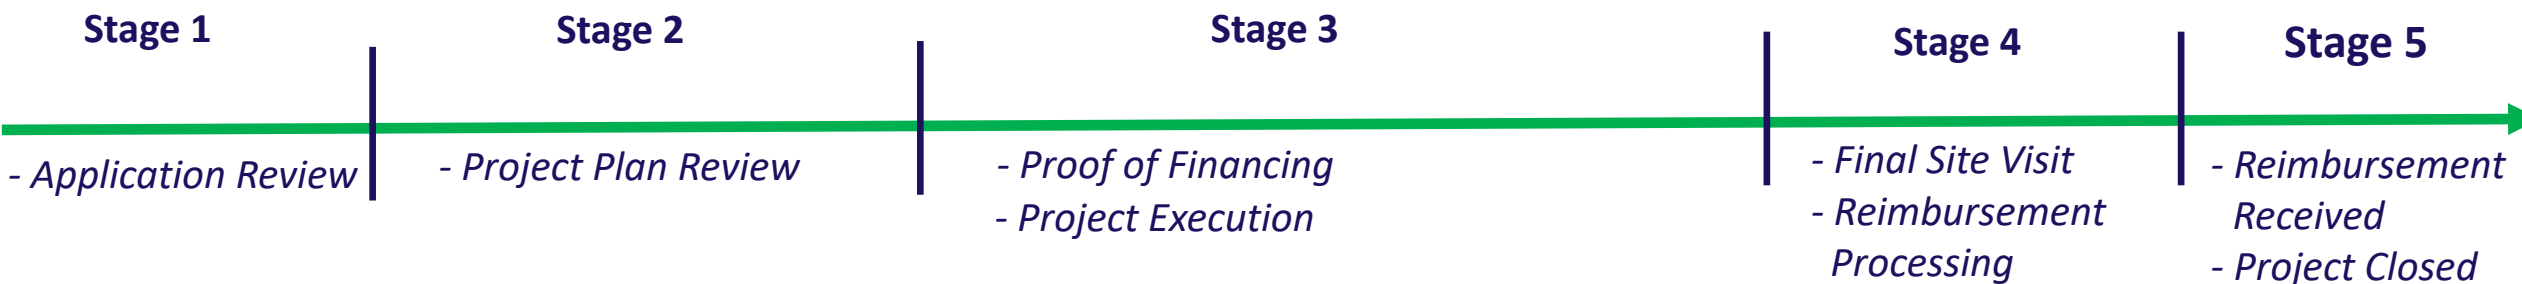 Stage 1
Stage 2
Stage 3
Stage 4
Stage 5
- Application Review
- Project Plan Review
- Proof of Financing
- Project Execution
- Final Site Visit
- Reimbursement
Processing
- Reimbursement
Received
- Project Closed